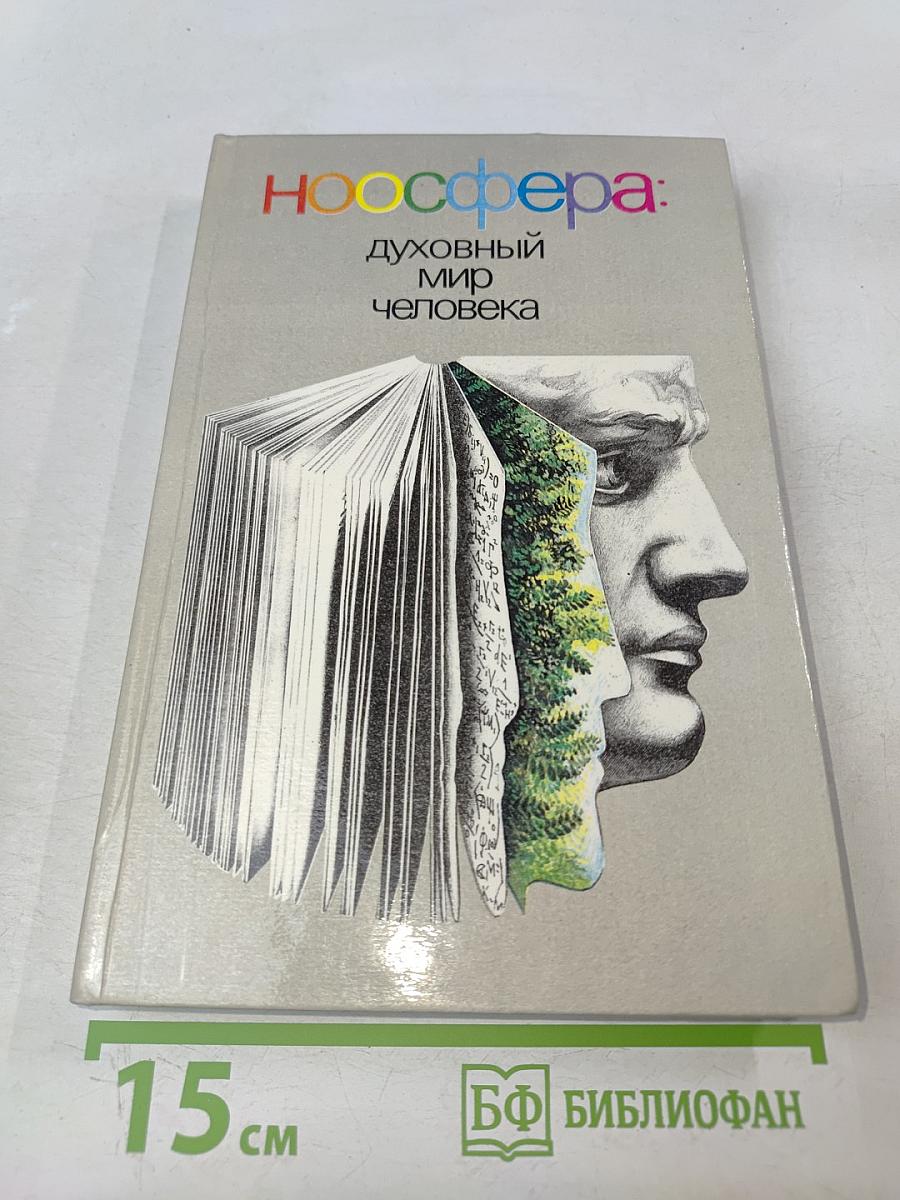 ноосфера:
духовный
мир
человека
15 см
БФ БИБЛИОФАН